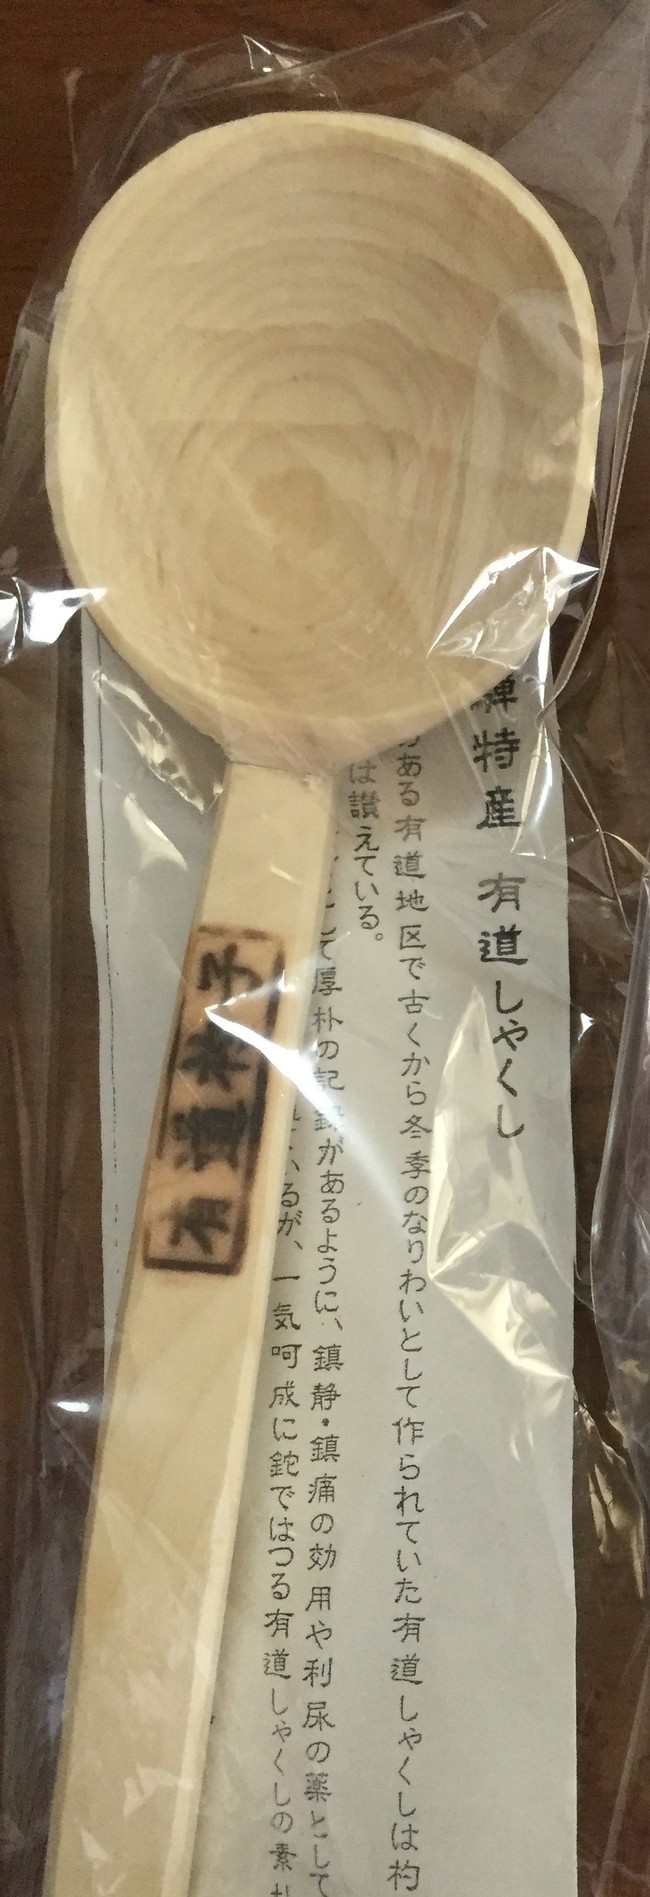 騨特産 有道しゃくし
がある有道地区で古くから冬季のなりわいとして作られていた有道しゃくしは杓
は讃えている。
して厚朴の記録があるように、鎮静・鎮痛の効用や利尿の薬として
るが、一気呵成に鉈ではつる有道しゃくしの素
有道杓子